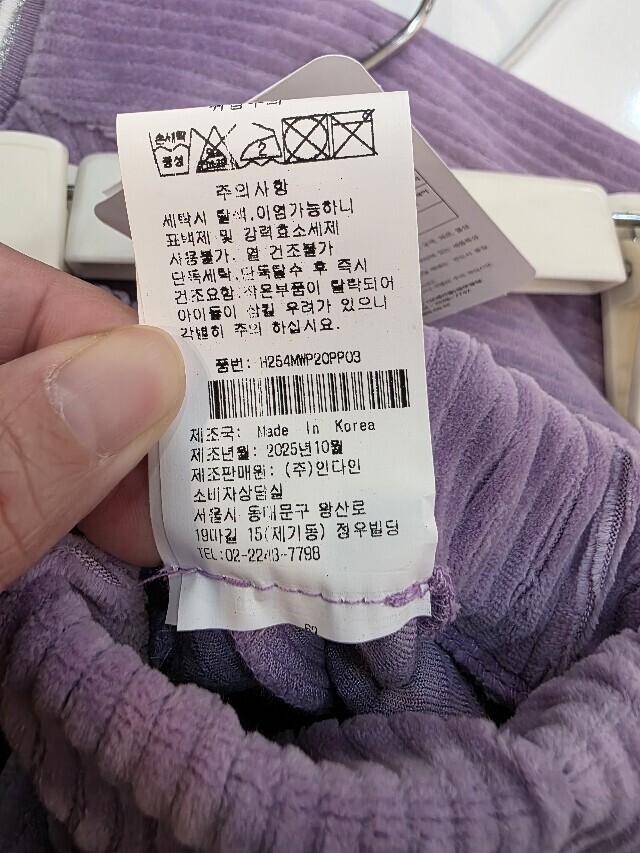 취급주의
손세탁
중성
2
주의사항
세탁시 탈색.이염가능하니
표백제 및 강력효소세제
사용불가. 열 건조불가
단독세탁.단독탈수 후 즉시
건조요함.작은부품이 탈락되어
아이들이 삼킬 우려가 있으니
각별히 주의 하십시요.
품번: H254MWP20PP03
제조국: Made In Korea
제조년월: 2025년10월
제조판매원: (주)인다인
소비자상담실
서울시 동대문구 왕산로
19마길 15(제기동) 정우빌딩